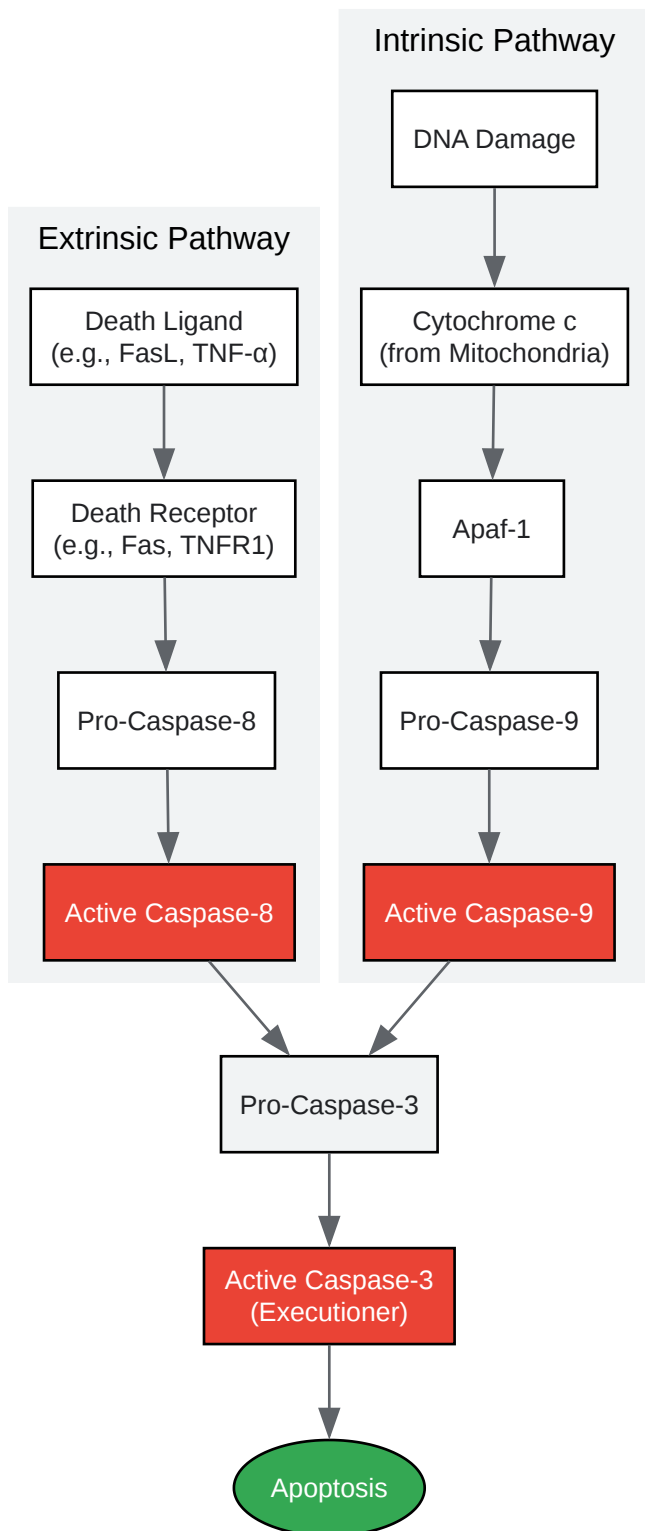 Intrinsic Pathway
DNA Damage
Extrinsic Pathway
Death Ligand
(e.g., FasL, TNF-α)
Cytochrome c
(from Mitochondria)
Death Receptor
(e.g., Fas, TNFR1)
Apaf-1
Pro-Caspase-8
Pro-Caspase-9
Active Caspase-8
Active Caspase-9
Pro-Caspase-3
Active Caspase-3
(Executioner)
Apoptosis